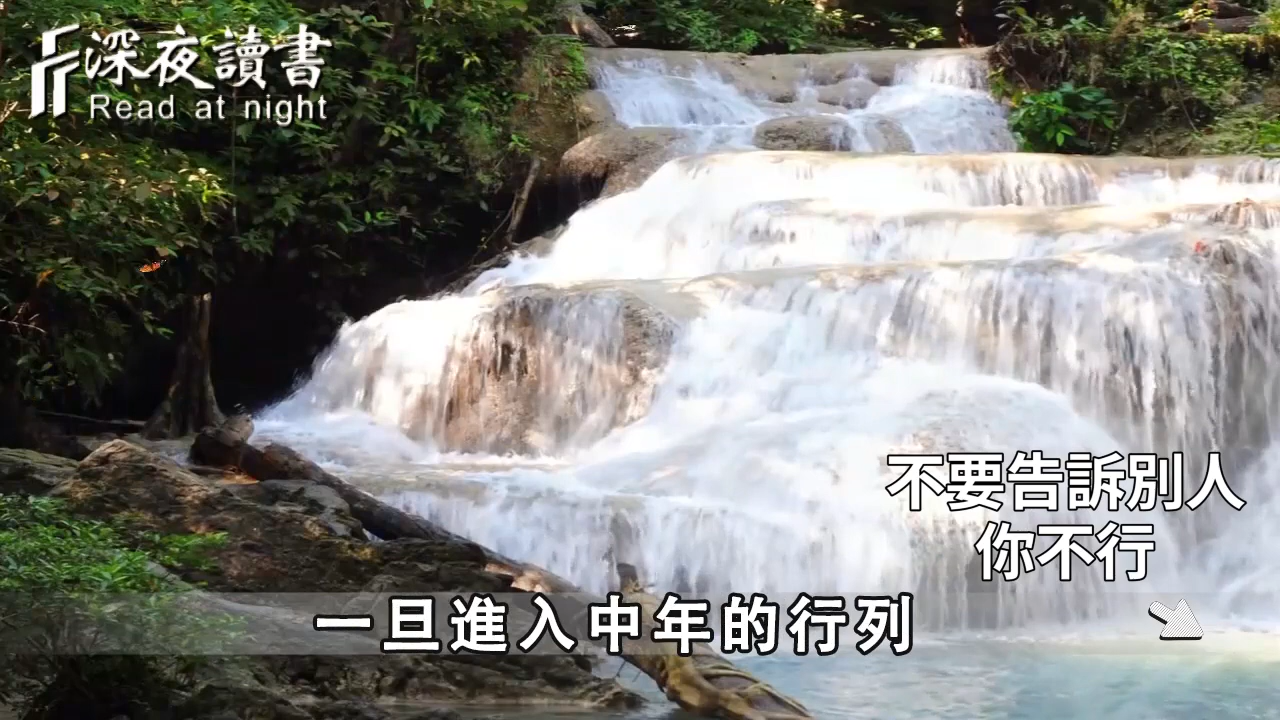 深夜讀書
Read at night
不要告訴別人
你不行
一旦進入中年的行列